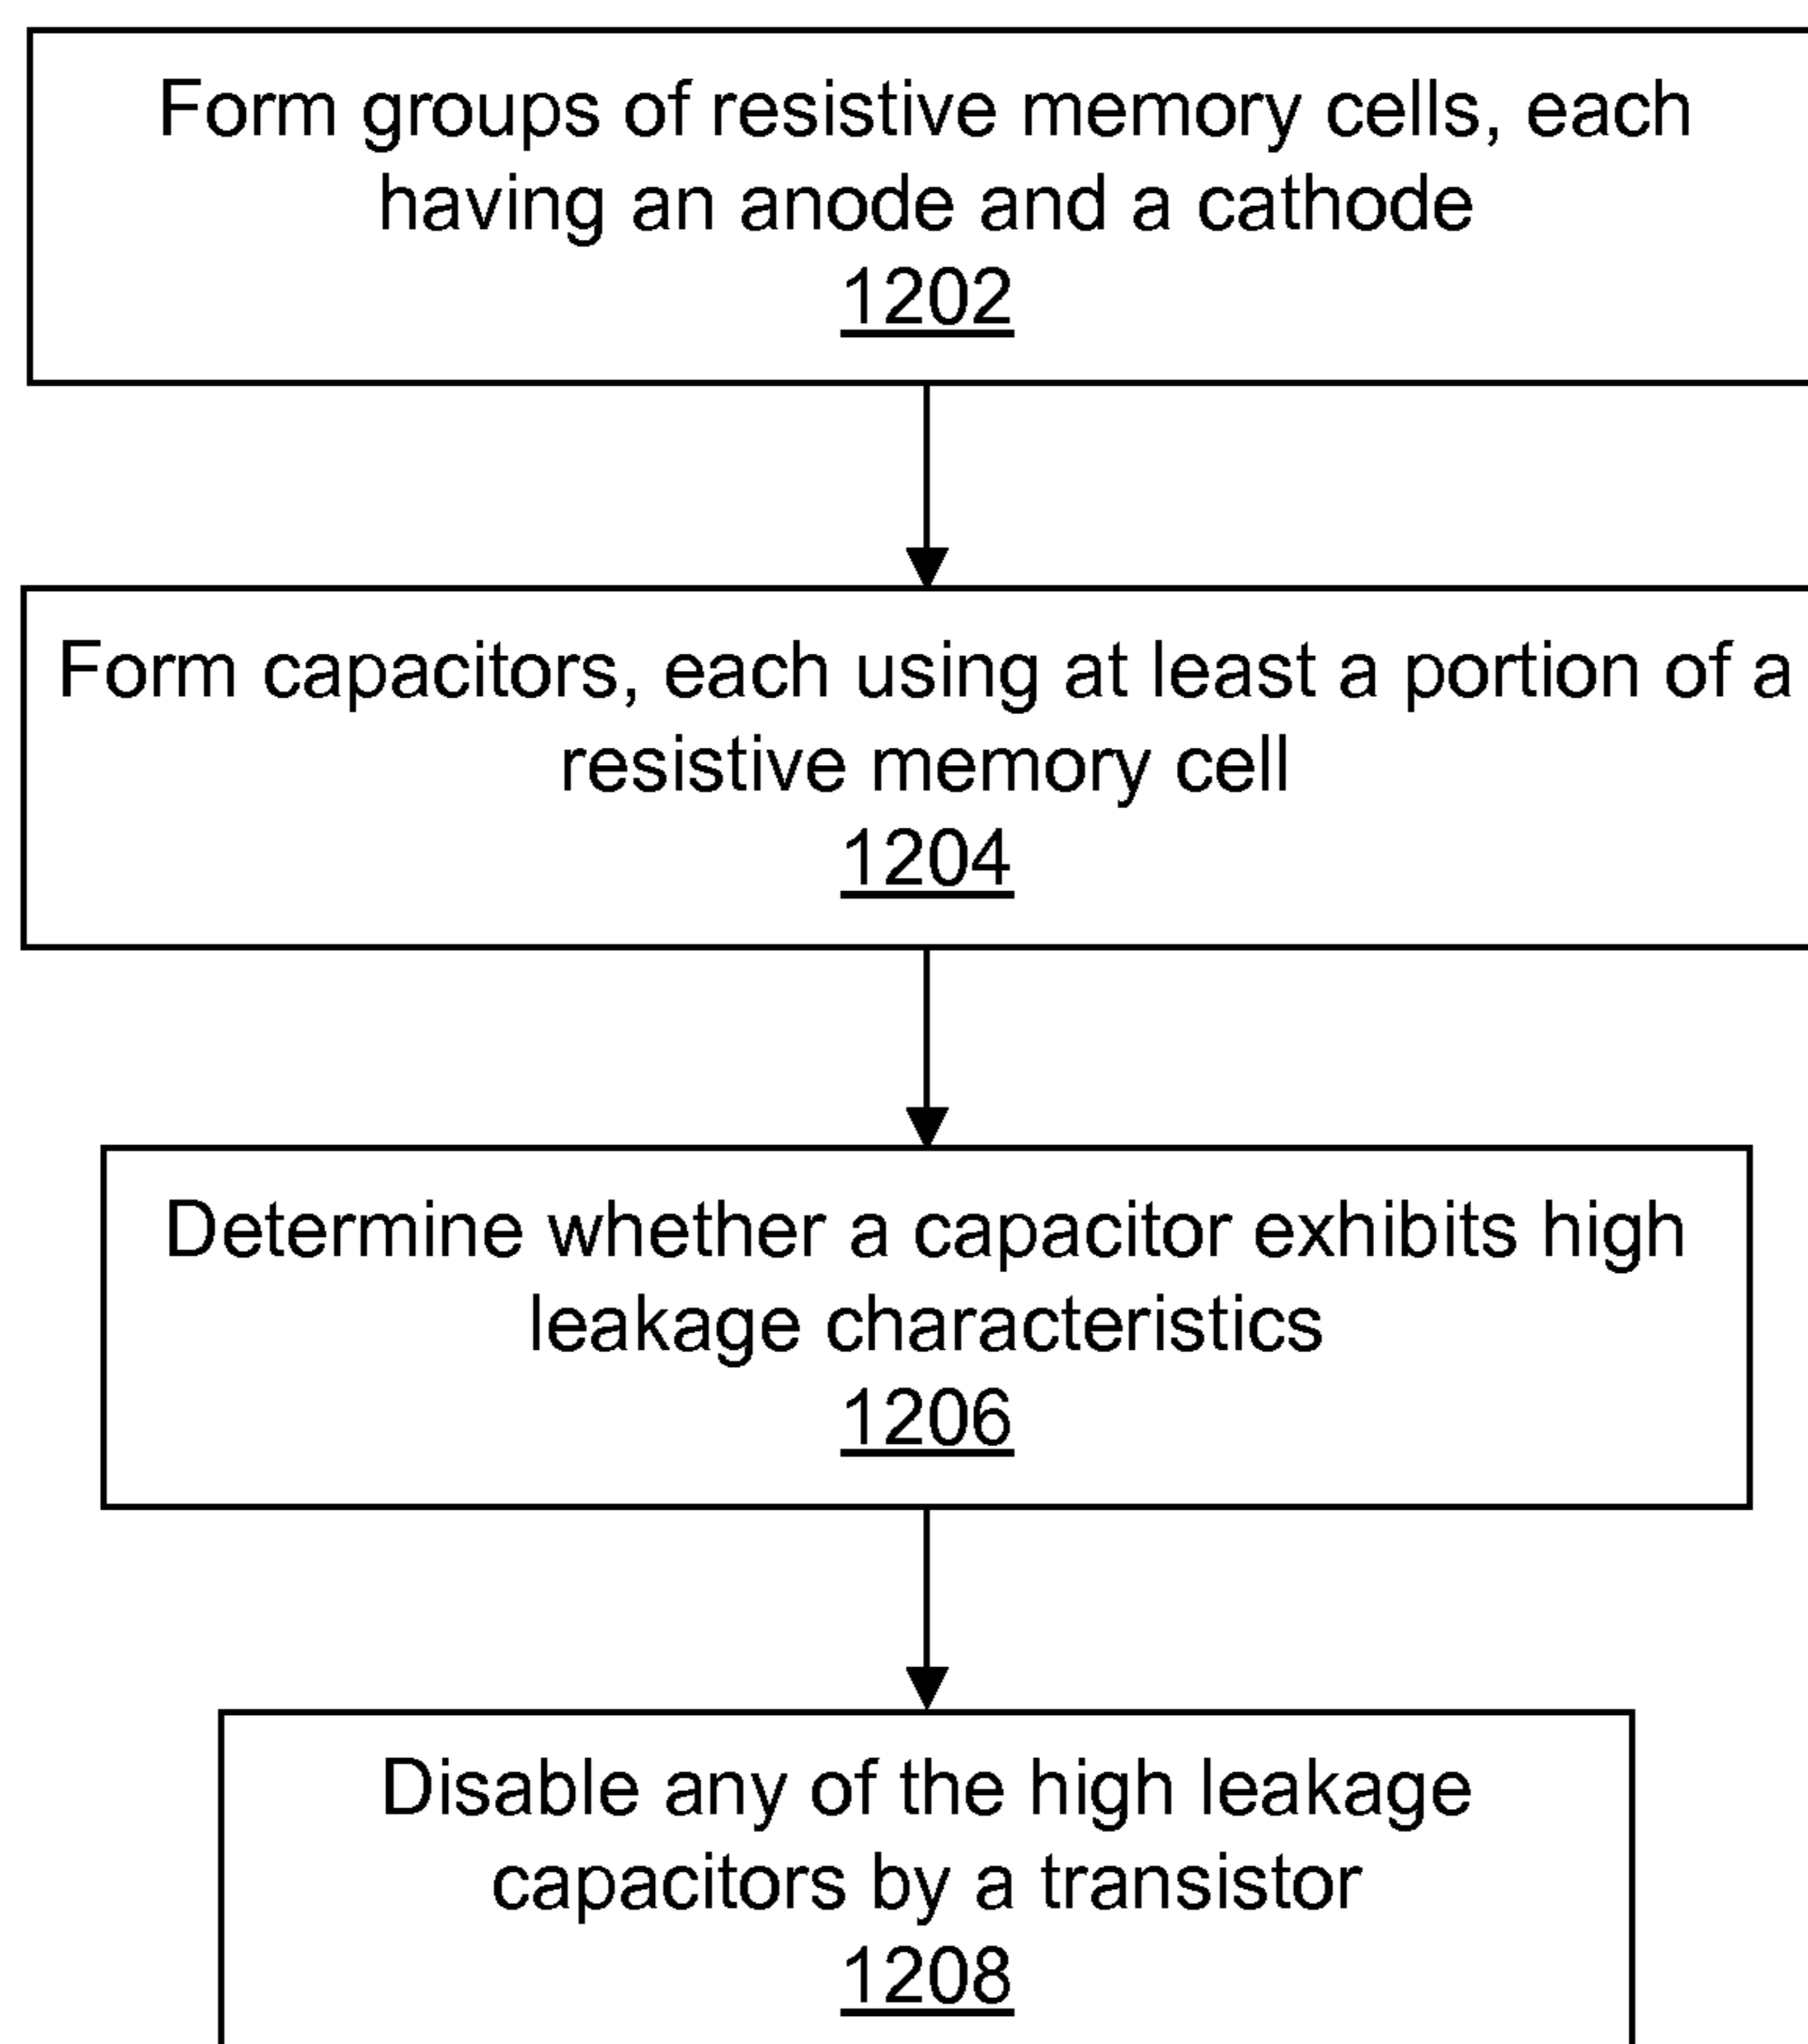 Form groups of resistive memory cells, each
having an anode and a cathode
1202
Form capacitors, each using at least a portion of a
resistive memory cell
1204
Determine whether a capacitor exhibits high
leakage characteristics
1206
Disable any of the high leakage
capacitors by a transistor
1208